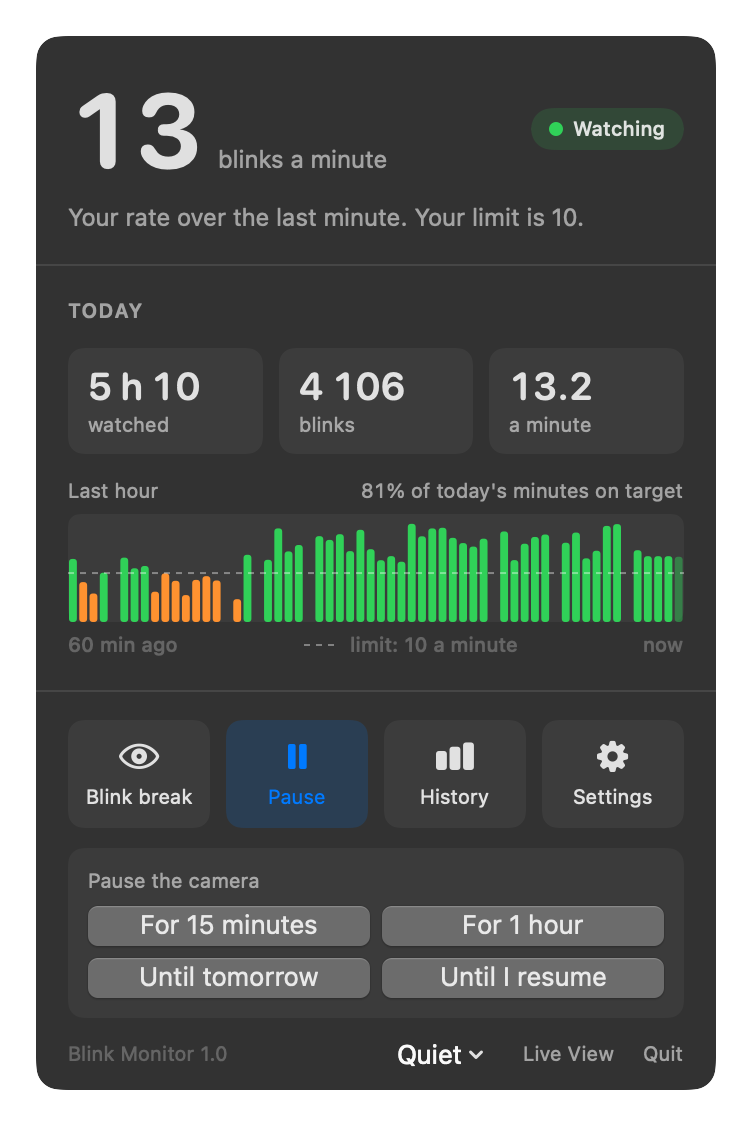 13 blinks a minute
Watching
Your rate over the last minute. Your limit is 10.
TODAY
5 h 10
watched
4 106
blinks
13.2
a minute
Last hour
81% of today's minutes on target
60 min ago
--- limit: 10 a minute
now
Blink break
Pause
History
Settings
Pause the camera
For 15 minutes
For 1 hour
Until tomorrow
Until I resume
Blink Monitor 1.0
Quiet
Live View
Quit